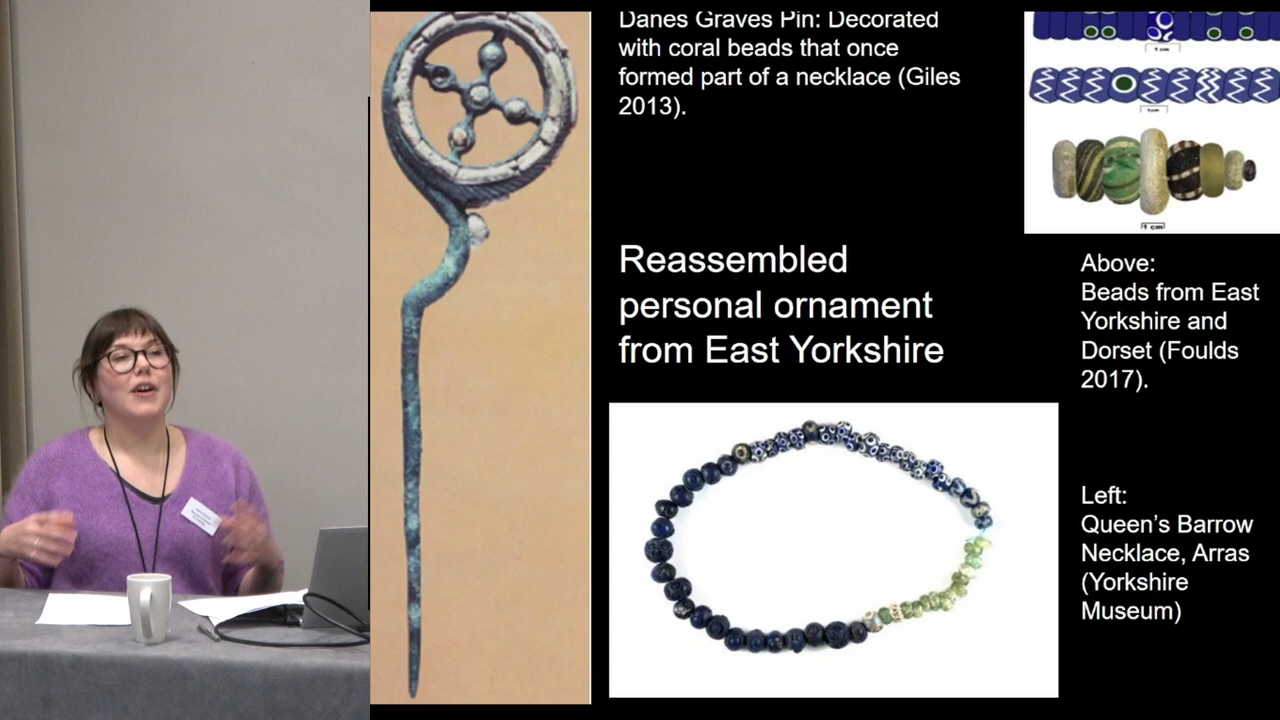 Danes Graves Pin: Decorated
with coral beads that once
formed part of a necklace (Giles
2013).
1 cm
1cm
1 cm
Reassembled
personal ornament
from East Yorkshire
Above:
Beads from East
Yorkshire and
Dorset (Foulds
2017).
Left:
Queen's Barrow
Necklace, Arras
(Yorkshire
Museum)